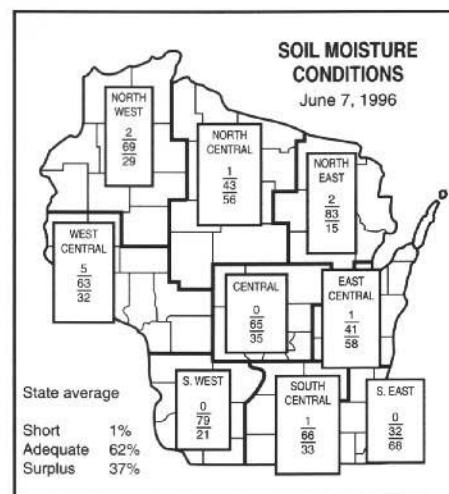 SOIL MOISTURE
CONDITIONS
June 7, 1996
NORTH
WEST
2
69
29
NORTH
CENTRAL
1
43
56
NORTH
EAST
2
83
15
WEST
CENTRAL
5
63
32
CENTRAL
0
65
35
EAST
CENTRAL
1
41
58
S. WEST
0
79
21
SOUTH
CENTRAL
1
66
33
S. EAST
0
32
68
State average
Short 1%
Adequate 62%
Surplus 37%